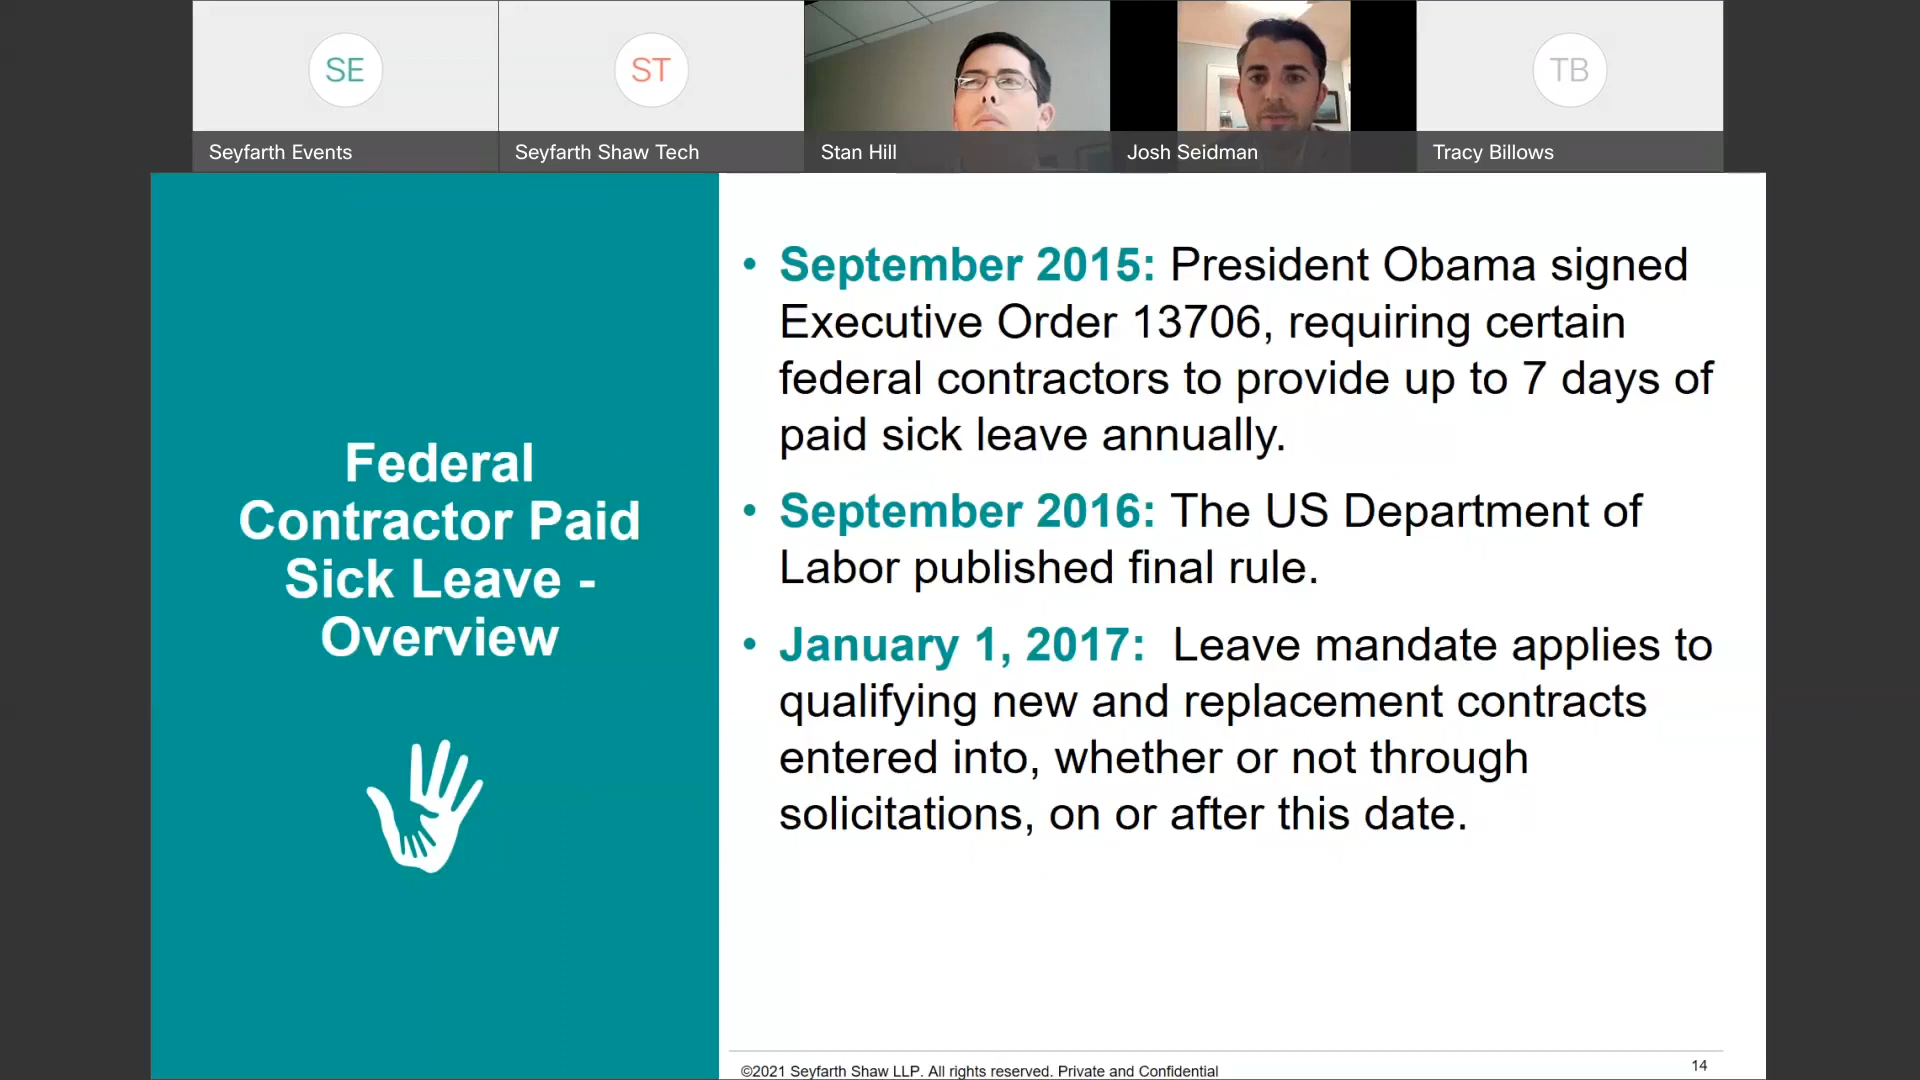 SE
ST
TB
Seyfarth Events
Seyfarth Shaw Tech
Stan Hill
Josh Seidman
Tracy Billows
Federal
Contractor Paid
Sick Leave -
Overview
• September 2015: President Obama signed
Executive Order 13706, requiring certain
federal contractors to provide up to 7 days of
paid sick leave annually.
• September 2016: The US Department of
Labor published final rule.
• January 1, 2017: Leave mandate applies to
qualifying new and replacement contracts
entered into, whether or not through
solicitations, on or after this date.
©2021 Seyfarth Shaw LLP. All rights reserved. Private and Confidential
14